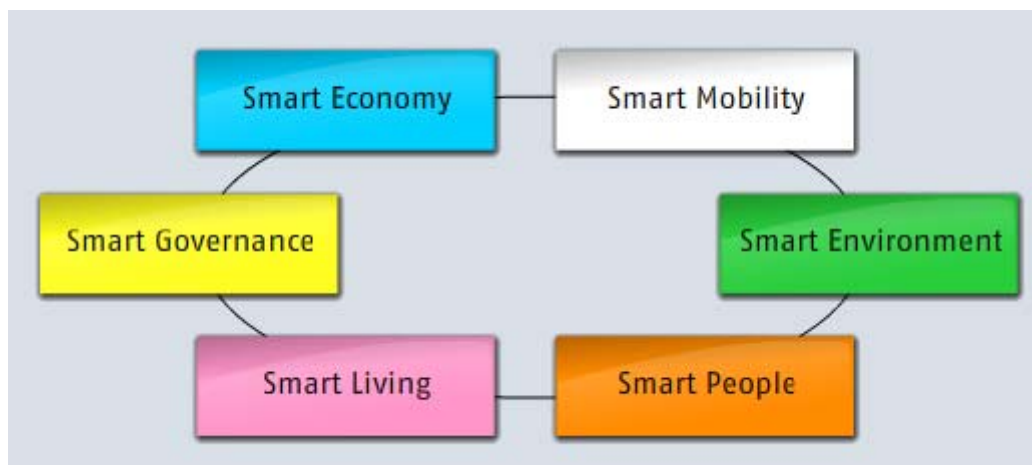 Smart Economy
Smart Mobility
Smart Governance
Smart Environment
Smart Living
Smart People